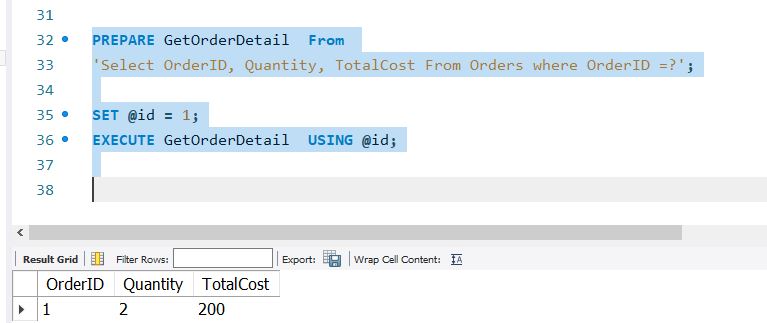 31
32 PREPARE GetOrderDetail From
33 'Select OrderID, Quantity, TotalCost From Orders where OrderID =?';
34
35 SET @id = 1;
36 EXECUTE GetOrderDetail USING @id;
37
38
Result Grid Filter Rows: Export: Wrap Cell Content: IA
OrderID Quantity TotalCost
1 2 200